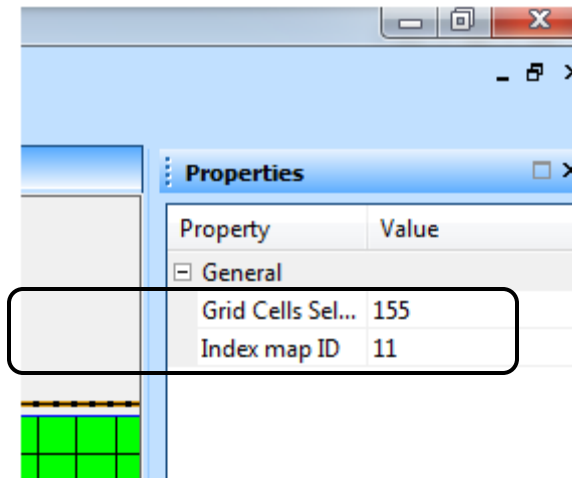 Properties
Property Value
General
Grid Cells Sel... 155
Index map ID 11